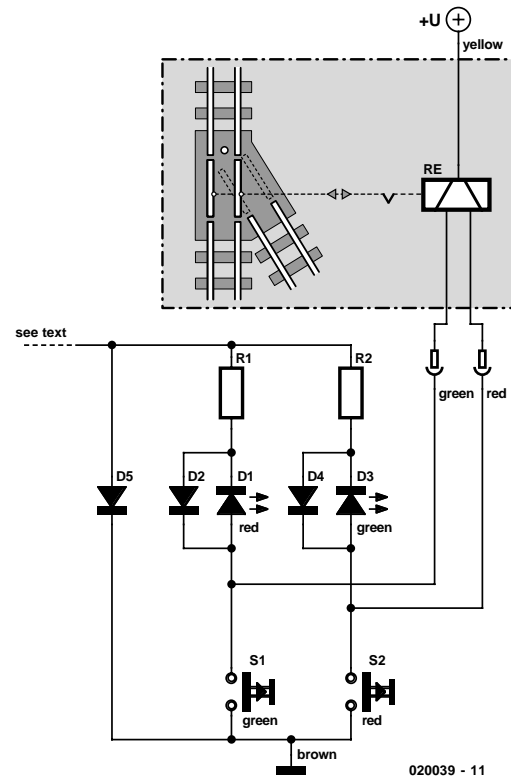 +U
yellow
RE
see text
R1
R2
green
red
D5
D2
D1
D4
D3
red
green
S1
S2
green
red
brown
020039 - 11